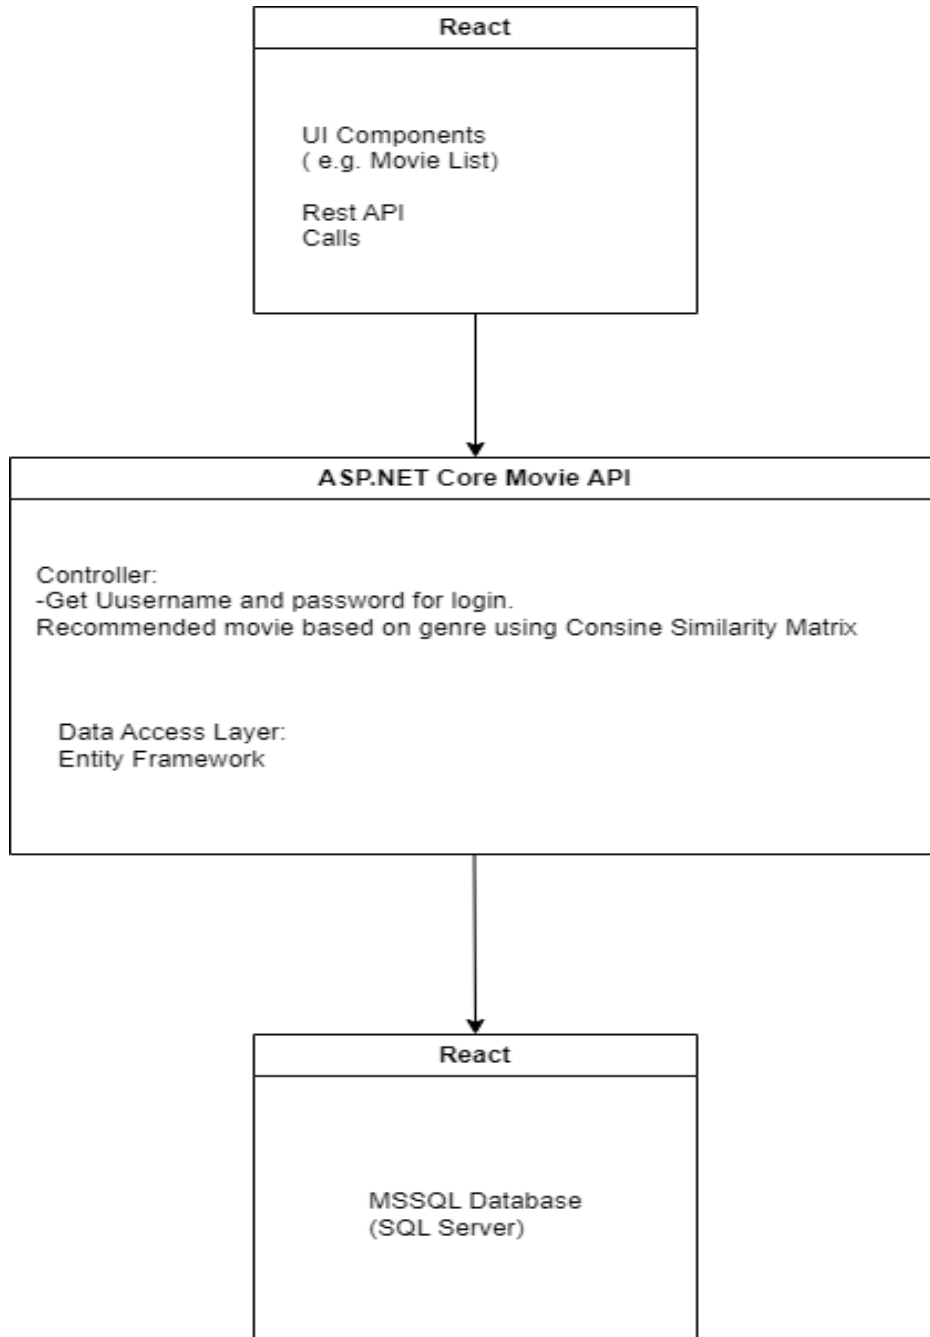 React
UI Components
( e.g. Movie List)
Rest API
Calls
ASP.NET Core Movie API
Controller:
-Get Uusername and password for login.
Recommended movie based on genre using Consine Similarity Matrix
Data Access Layer:
Entity Framework
React
MSSQL Database
(SQL Server)